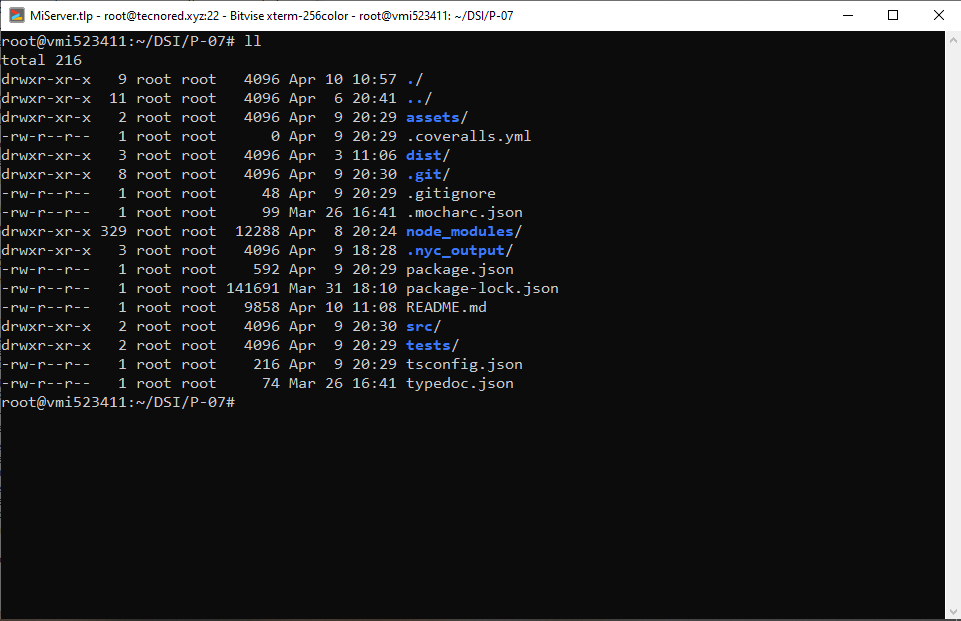 MiServer.tlp - root@tecnored.xyz:22 - Bitvise xterm-256color - root@vmi523411: ~/DSI/P-07
root@vmi523411:~/DSI/P-07# ll
total 216
drwxr-xr-x   9 root root   4096 Apr 10 10:57 ./
drwxr-xr-x  11 root root   4096 Apr  6 20:41 ../
drwxr-xr-x   2 root root   4096 Apr  9 20:29 assets/
-rw-r--r--   1 root root      0 Apr  9 20:29 .coveralls.yml
drwxr-xr-x   3 root root   4096 Apr  3 11:06 dist/
drwxr-xr-x   8 root root   4096 Apr  9 20:30 .git/
-rw-r--r--   1 root root     48 Apr  9 20:29 .gitignore
-rw-r--r--   1 root root     99 Mar 26 16:41 .mocharc.json
drwxr-xr-x 329 root root  12288 Apr  8 20:24 node_modules/
drwxr-xr-x   3 root root   4096 Apr  9 18:28 .nyc_output/
-rw-r--r--   1 root root    592 Apr  9 20:29 package.json
-rw-r--r--   1 root root 141691 Mar 31 18:10 package-lock.json
-rw-r--r--   1 root root   9858 Apr 10 11:08 README.md
drwxr-xr-x   2 root root   4096 Apr  9 20:30 src/
drwxr-xr-x   2 root root   4096 Apr  9 20:29 tests/
-rw-r--r--   1 root root    216 Apr  9 20:29 tsconfig.json
-rw-r--r--   1 root root     74 Mar 26 16:41 typedoc.json
root@vmi523411:~/DSI/P-07#